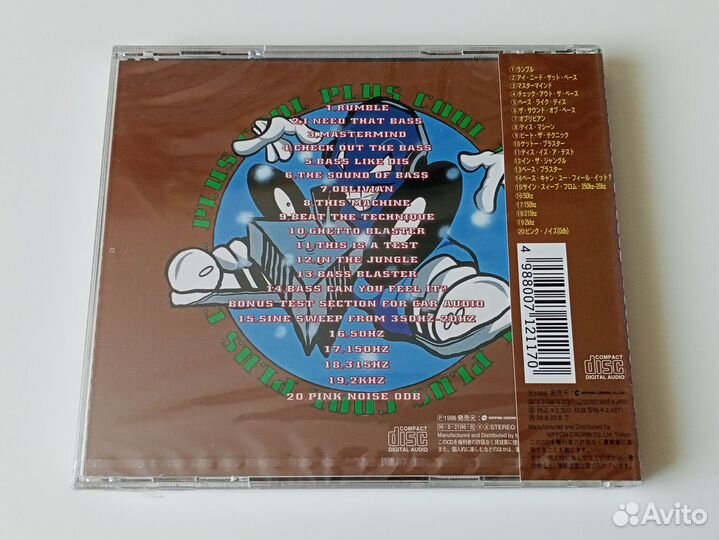 PLUS COOL PLUS COOL
1.RUMBLE
2.I NEED THAT BASS
3.MASTERMIND
4.CHECK OUT THE BASS
5.BASS LIKE DIS
6.THE SOUND OF BASS
7.OBLIVIAN
8.THIS MACHINE
9.BEAT THE TECHNIQUE
10.GHETTO BLASTER
11.THIS IS A TEST
12.IN THE JUNGLE
13.BASS BLASTER
14.BASS CAN YOU FEEL IT?
BONUS TEST SECTION FOR CAR AUDIO
15.SINE SWEEP FROM 350HZ-20HZ
16.50HZ
17.150HZ
18.315HZ
19.2KHZ
20 PINK NOISE 0DB
COMPACT
disc
DIGITAL AUDIO
Ⓟ1996 発売元:
NIPPON CROWN
STEREO
Manufactured and Distributed by
①ランブル
②アイ・ニード・ザット・ベース
③マスターマインド
④チェック・アウト・ザ・ベース
⑤ベース・ライク・ディス
⑥ザ・サウンド・オブ・ベース
⑦オブリビアン
⑧ディス・マシーン
⑨ビート・ザ・テクニック
⑩ゲットー・ブラスター
⑪ディス・イズ・ア・テスト
⑫イン・ザ・ジャングル
⑬ベース・ブラスター
⑭ベース・キャン・ユー・フィール・イット?
⑮サイン・スイープ・フロム・350hz-20hz
⑯50hz
⑰150hz
⑱315hz
⑲2khz
⑳ピンク・ノイズ(0db)
4 988007 121170
COMPACT
disc
DIGITAL AUDIO
Manufactured and Distributed by
NIPPON CROWN Co. Ltd. Tokyo
Avito